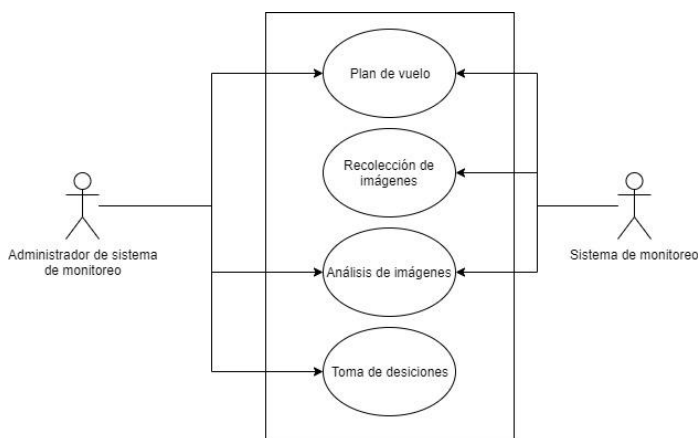 Plan de vuelo
Recolección de
imágenes
Administrador de sistema
de monitoreo
Sistema de monitoreo
Análisis de imágenes
Toma de desiciones